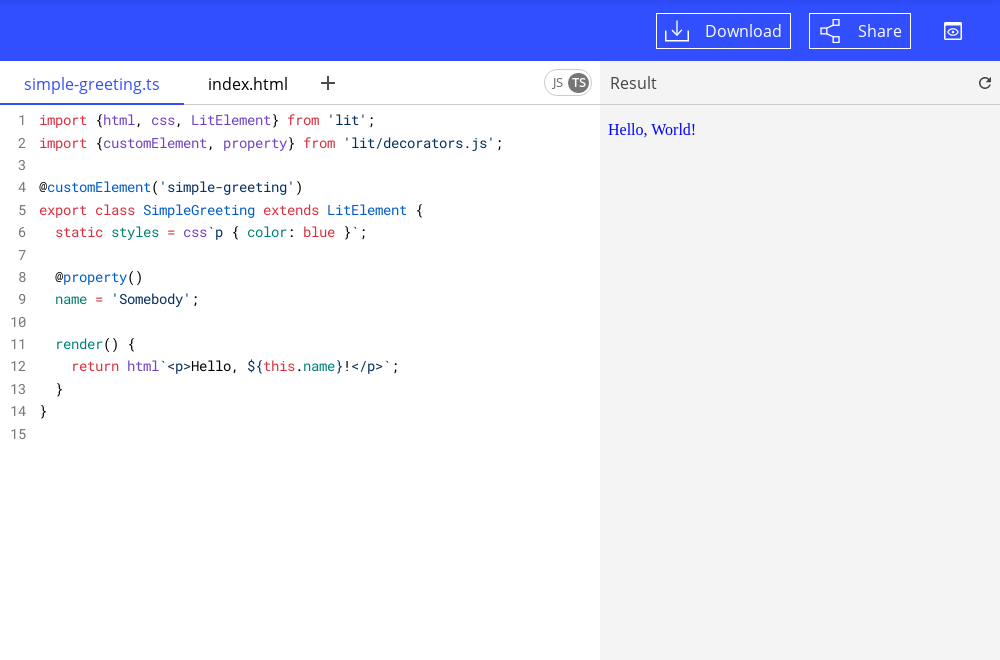 Download
Share
simple-greeting.ts
index.html
+
JS TS
Result
1 import {html, css, LitElement} from 'lit';
2 import {customElement, property} from 'lit/decorators.js';
3
4 @customElement('simple-greeting')
5 export class SimpleGreeting extends LitElement {
6   static styles = css`p { color: blue }`;
7
8   @property()
9   name = 'Somebody';
10
11   render() {
12     return html`<p>Hello, ${this.name}!</p>`;
13   }
14 }
15
Hello, World!